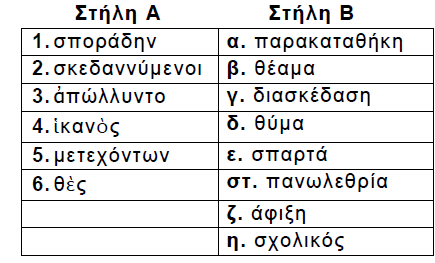 Στήλη Α Στήλη Β
1. σποράδην α. παρακαταθήκη
2. σκεδαννύμενοι β. θέαμα
3. ἀπώλλυντο γ. διασκέδαση
4. ἱκανὸς δ. θύμα
5. μετεχόντων ε. σπαρτά
6. θὲς στ. πανωλεθρία
ζ. άφιξη
η. σχολικός